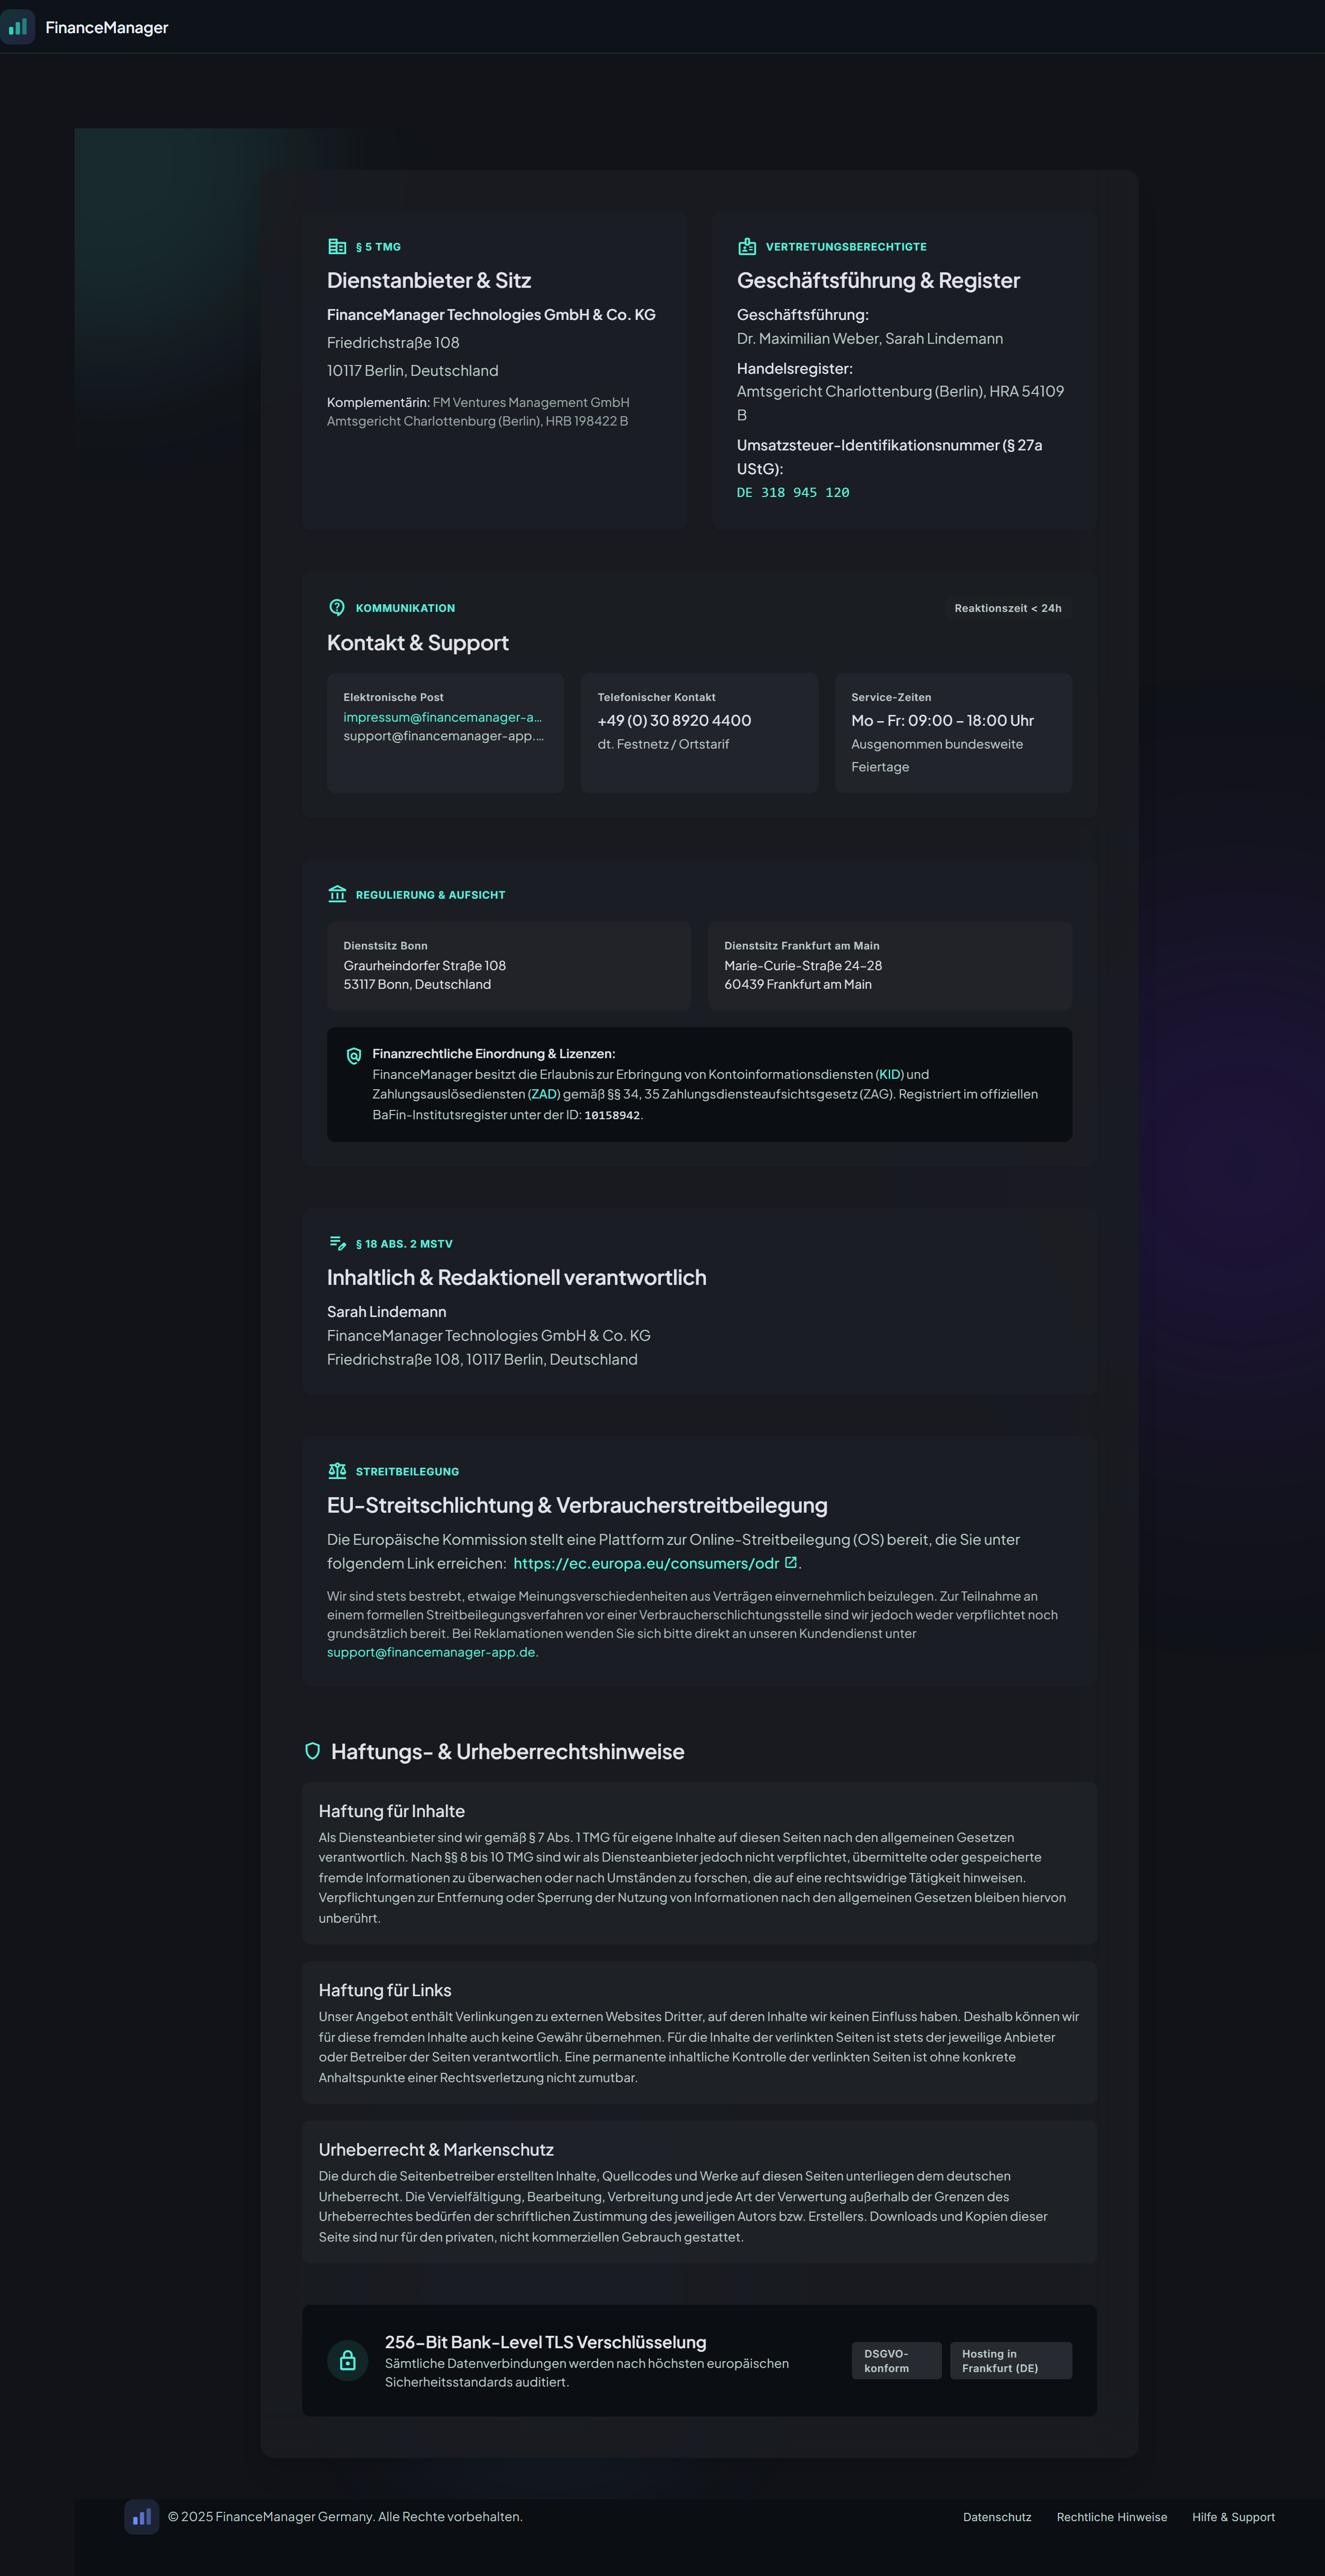 FinanceManager
§ 5 TMG
Dienstanbieter & Sitz
FinanceManager Technologies GmbH & Co. KG
Friedrichstraße 108
10117 Berlin, Deutschland
Komplementärin: FM Ventures Management GmbH
Amtsgericht Charlottenburg (Berlin), HRB 198422 B
VERTRETUNGSBERECHTIGTE
Geschäftsführung & Register
Geschäftsführung:
Dr. Maximilian Weber, Sarah Lindemann
Handelsregister:
Amtsgericht Charlottenburg (Berlin), HRA 54109
B
Umsatzsteuer-Identifikationsnummer (§ 27a
UStG):
DE 318 945 120
KOMMUNIKATION
Reaktionszeit < 24h
Kontakt & Support
Elektronische Post
impressum@financemanager-a...
support@financemanager-app....
Telefonischer Kontakt
+49 (0) 30 8920 4400
dt. Festnetz / Ortstarif
Service-Zeiten
Mo – Fr: 09:00 – 18:00 Uhr
Ausgenommen bundesweite
Feiertage
REGULIERUNG & AUFSICHT
Dienstsitz Bonn
Graurheindorfer Straße 108
53117 Bonn, Deutschland
Dienstsitz Frankfurt am Main
Marie-Curie-Straße 24–28
60439 Frankfurt am Main
Finanzrechtliche Einordnung & Lizenzen:
FinanceManager besitzt die Erlaubnis zur Erbringung von Kontoinformationsdiensten (KID) und
Zahlungsauslösediensten (ZAD) gemäß §§ 34, 35 Zahlungsdiensteaufsichtsgesetz (ZAG). Registriert im offiziellen
BaFin-Institutsregister unter der ID: 10158942.
§ 18 ABS. 2 MSTV
Inhaltlich & Redaktionell verantwortlich
Sarah Lindemann
FinanceManager Technologies GmbH & Co. KG
Friedrichstraße 108, 10117 Berlin, Deutschland
STREITBEILEGUNG
EU-Streitschlichtung & Verbraucherstreitbeilegung
Die Europäische Kommission stellt eine Plattform zur Online-Streitbeilegung (OS) bereit, die Sie unter
folgendem Link erreichen: https://ec.europa.eu/consumers/odr.
Wir sind stets bestrebt, etwaige Meinungsverschiedenheiten aus Verträgen einvernehmlich beizulegen. Zur Teilnahme an
einem formellen Streitbeilegungsverfahren vor einer Verbraucherschlichtungsstelle sind wir jedoch weder verpflichtet noch
grundsätzlich bereit. Bei Reklamationen wenden Sie sich bitte direkt an unseren Kundendienst unter
support@financemanager-app.de.
Haftungs- & Urheberrechtshinweise
Haftung für Inhalte
Als Diensteanbieter sind wir gemäß § 7 Abs. 1 TMG für eigene Inhalte auf diesen Seiten nach den allgemeinen Gesetzen
verantwortlich. Nach §§ 8 bis 10 TMG sind wir als Diensteanbieter jedoch nicht verpflichtet, übermittelte oder gespeicherte
fremde Informationen zu überwachen oder nach Umständen zu forschen, die auf eine rechtswidrige Tätigkeit hinweisen.
Verpflichtungen zur Entfernung oder Sperrung der Nutzung von Informationen nach den allgemeinen Gesetzen bleiben hiervon
unberührt.
Haftung für Links
Unser Angebot enthält Verlinkungen zu externen Websites Dritter, auf deren Inhalte wir keinen Einfluss haben. Deshalb können wir
für diese fremden Inhalte auch keine Gewähr übernehmen. Für die Inhalte der verlinkten Seiten ist stets der jeweilige Anbieter
oder Betreiber der Seiten verantwortlich. Eine permanente inhaltliche Kontrolle der verlinkten Seiten ist ohne konkrete
Anhaltspunkte einer Rechtsverletzung nicht zumutbar.
Urheberrecht & Markenschutz
Die durch die Seitenbetreiber erstellten Inhalte, Quellcodes und Werke auf diesen Seiten unterliegen dem deutschen
Urheberrecht. Die Vervielfältigung, Bearbeitung, Verbreitung und jede Art der Verwertung außerhalb der Grenzen des
Urheberrechtes bedürfen der schriftlichen Zustimmung des jeweiligen Autors bzw. Erstellers. Downloads und Kopien dieser
Seite sind nur für den privaten, nicht kommerziellen Gebrauch gestattet.
256-Bit Bank-Level TLS Verschlüsselung
Sämtliche Datenverbindungen werden nach höchsten europäischen
Sicherheitsstandards auditiert.
DSGVO-
konform
Hosting in
Frankfurt (DE)
© 2025 FinanceManager Germany. Alle Rechte vorbehalten.
Datenschutz
Rechtliche Hinweise
Hilfe & Support